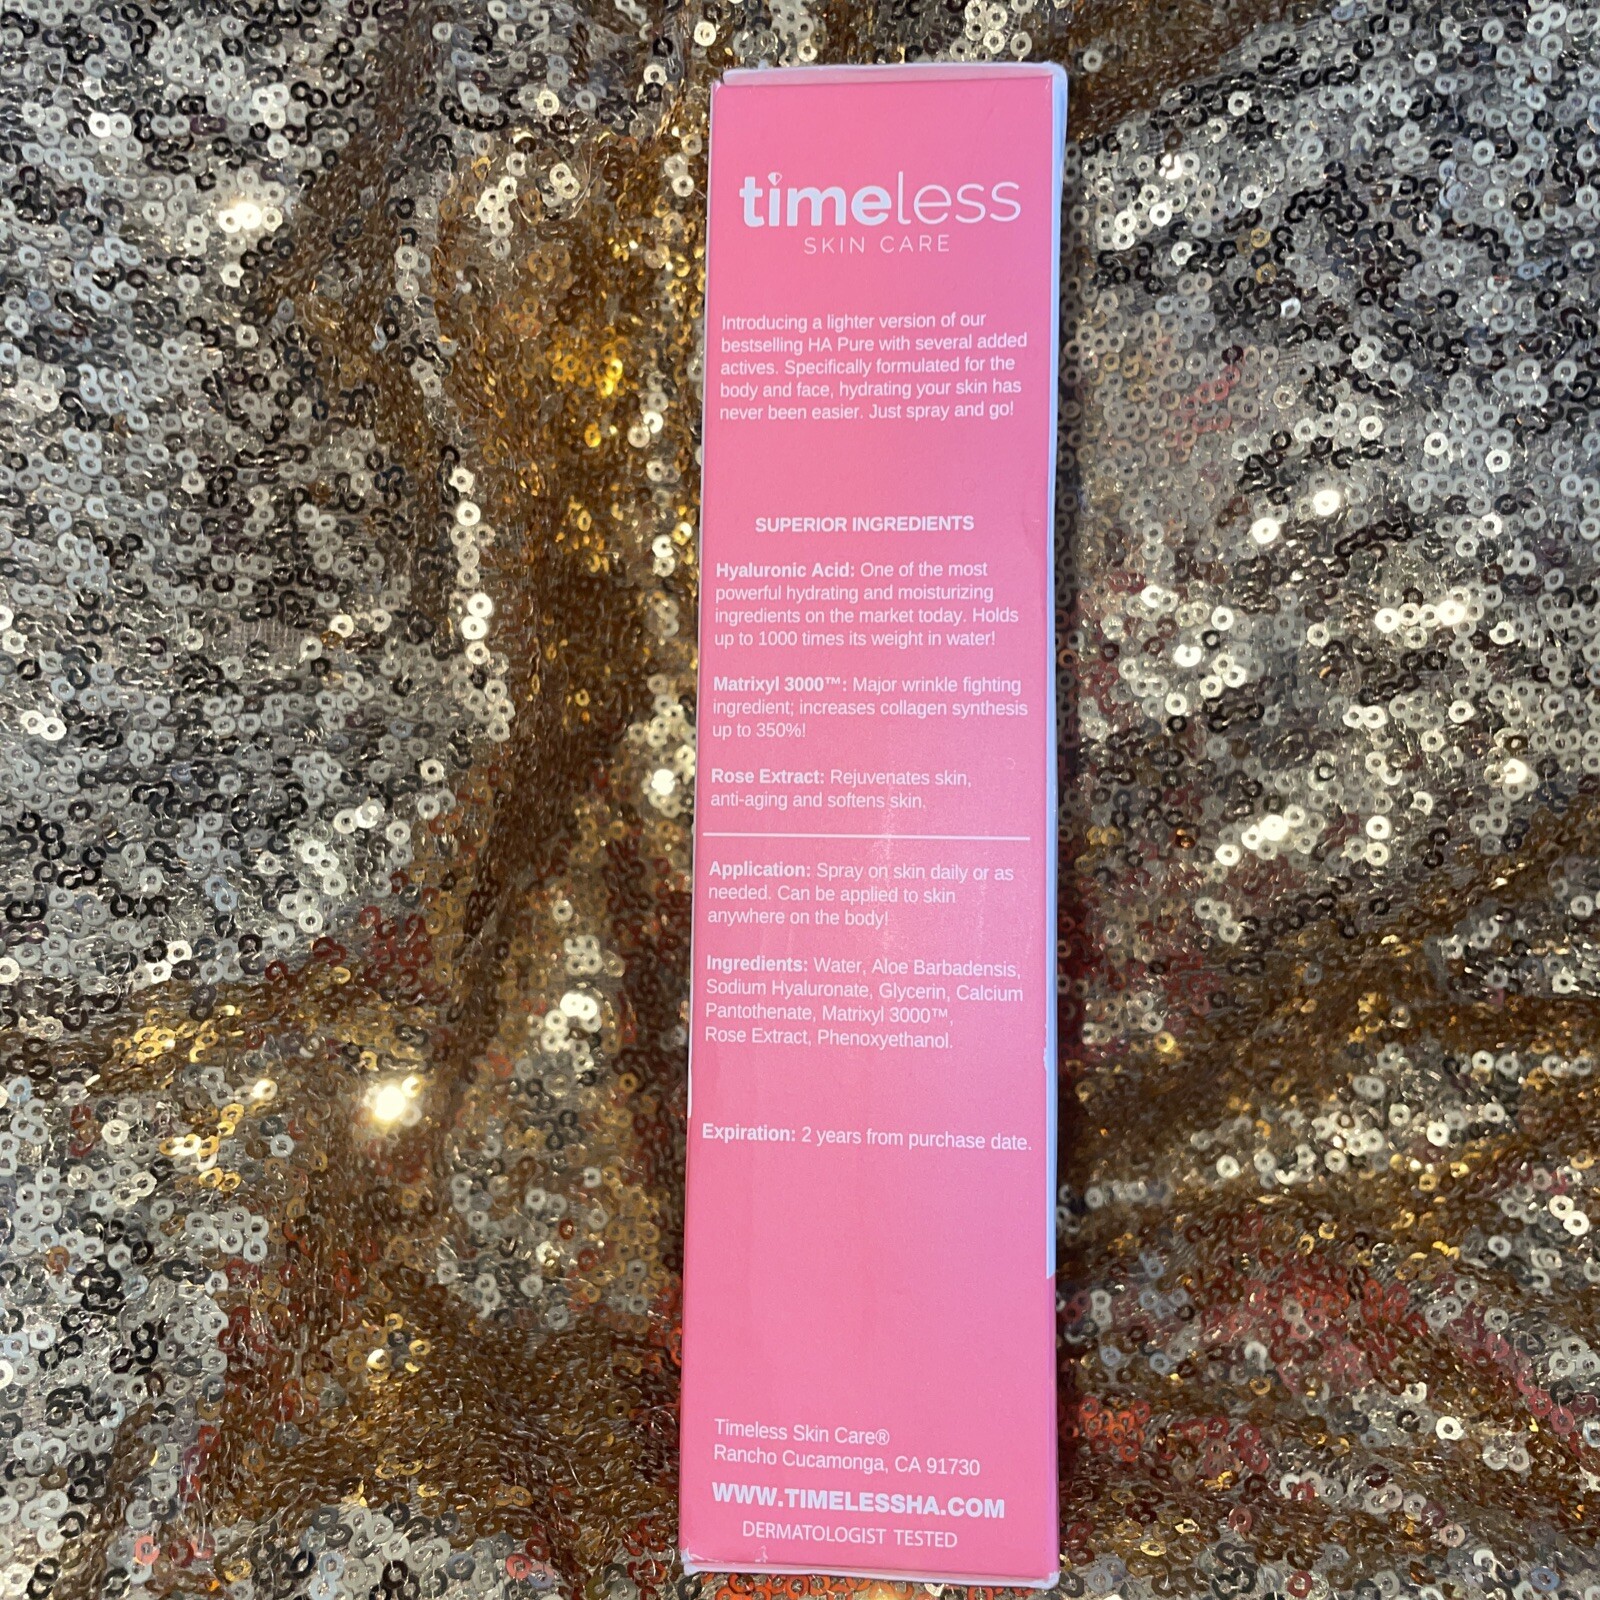 timeless
SKIN CARE
Introducing a lighter version of our
bestselling HA Pure with several added
actives. Specifically formulated for the
body and face, hydrating your skin has
never been easier. Just spray and go!
SUPERIOR INGREDIENTS
Hyaluronic Acid: One of the most
powerful hydrating and moisturizing
ingredients on the market today. Holds
up to 1000 times its weight in water!
Matrixyl 3000™: Major wrinkle fighting
ingredient; increases collagen synthesis
up to 350%!
Rose Extract: Rejuvenates skin,
anti-aging and softens skin.
Application: Spray on skin daily or as
needed. Can be applied to skin
anywhere on the body!
Ingredients: Water, Aloe Barbadensis,
Sodium Hyaluronate, Glycerin, Calcium
Pantothenate, Matrixyl 3000™,
Rose Extract, Phenoxyethanol.
Expiration: 2 years from purchase date.
Timeless Skin Care®
Rancho Cucamonga, CA 91730
WWW.TIMELESSHA.COM
DERMATOLOGIST TESTED